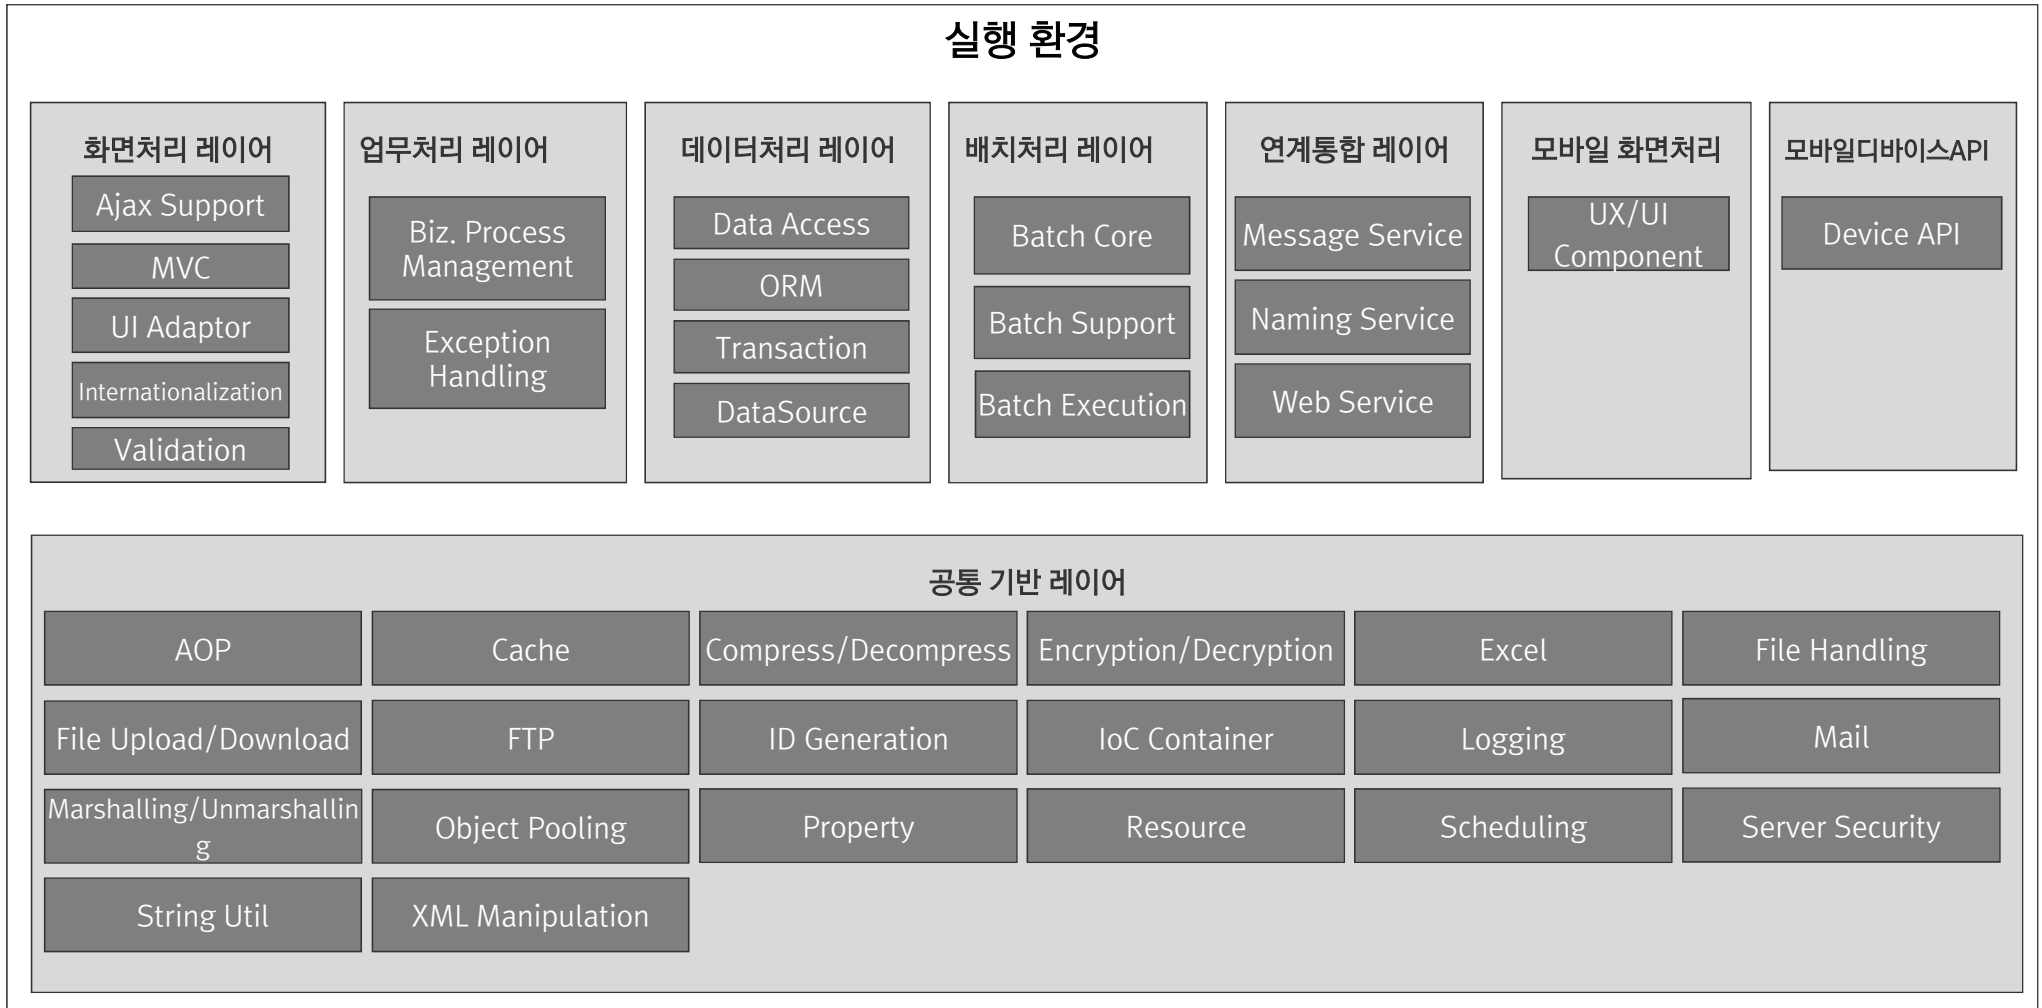 실행 환경
화면처리 레이어
Ajax Support
MVC
UI Adaptor
Internationalization
Validation
업무처리 레이어
Biz. Process
Management
Exception
Handling
데이터처리 레이어
Data Access
ORM
Transaction
DataSource
배치처리 레이어
Batch Core
Batch Support
Batch Execution
연계통합 레이어
Message Service
Naming Service
Web Service
모바일 화면처리
UX/UI
Component
모바일디바이스API
Device API
공통 기반 레이어
AOP
Cache
Compress/Decompress
Encryption/Decryption
Excel
File Handling
File Upload/Download
FTP
ID Generation
IoC Container
Logging
Mail
Marshalling/Unmarshallin
g
Object Pooling
Property
Resource
Scheduling
Server Security
String Util
XML Manipulation